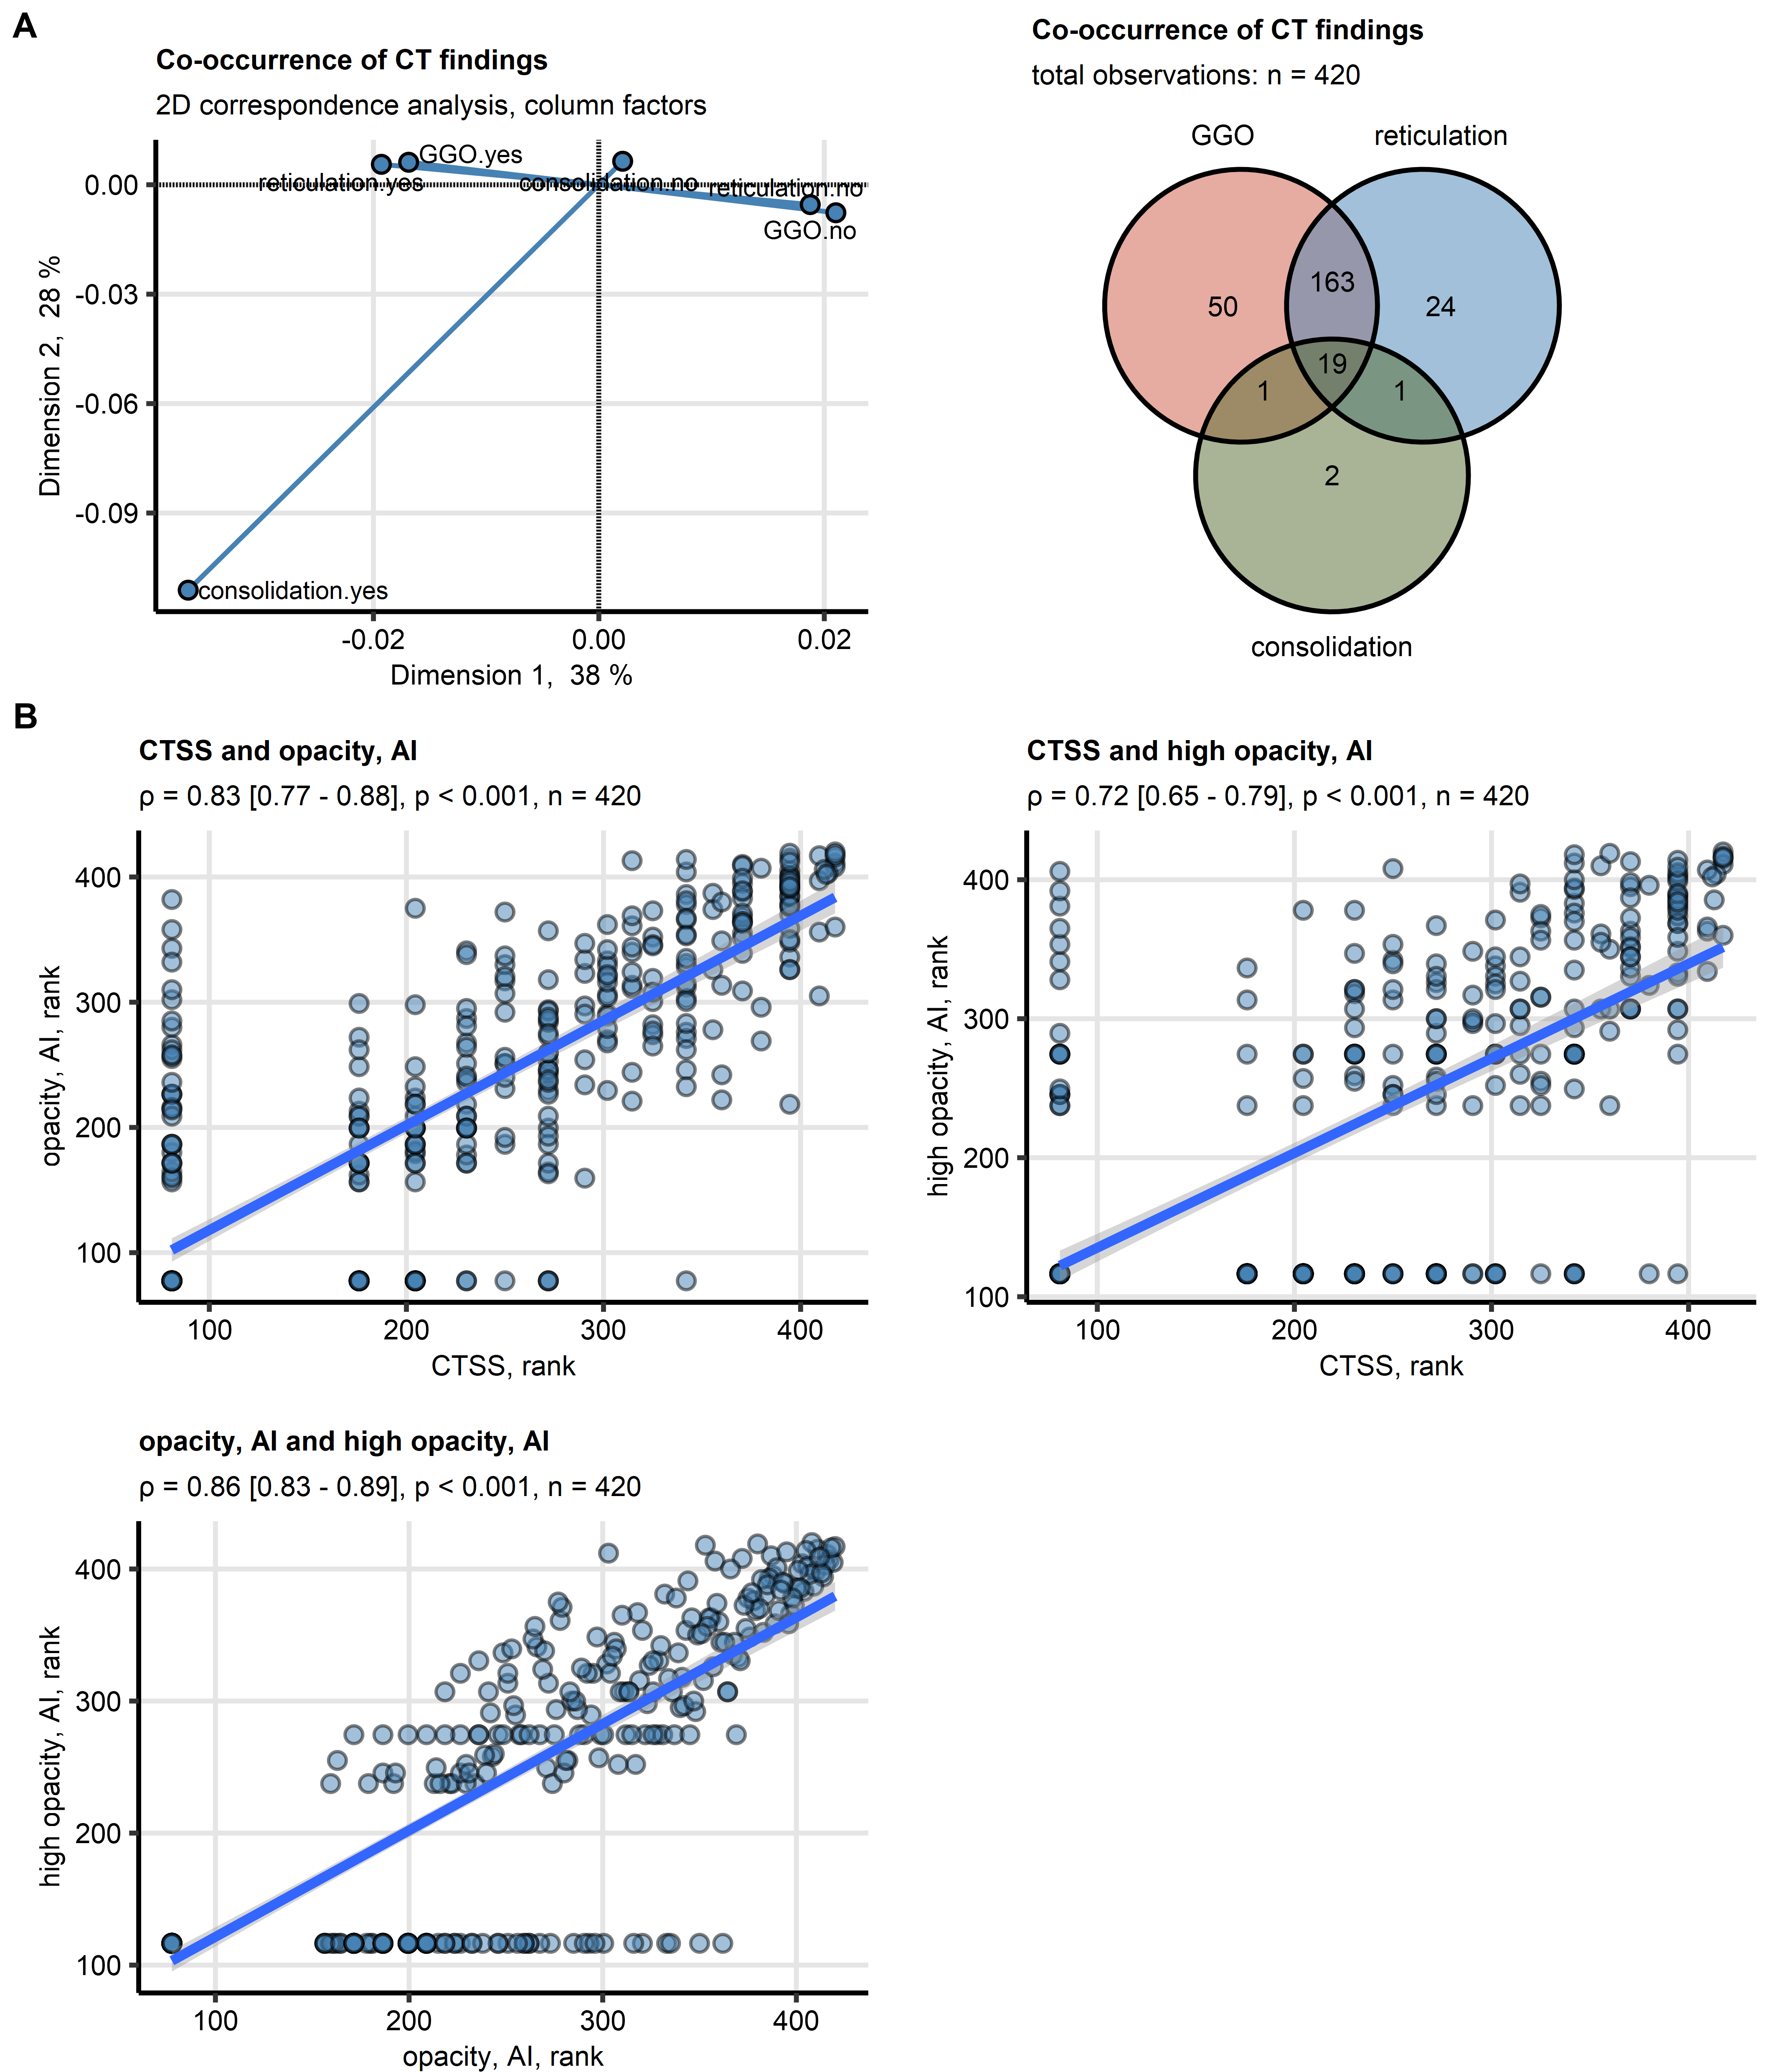 A
Co-occurrence of CT findings
2D correspondence analysis, column factors
GGO.yes
reticulation.yes
consolidation.no
reticulation.no
GGO.no
consolidation.yes
0.00
-0.03
-0.06
-0.09
Dimension 2, 28 %
-0.02
0.00
0.02
Dimension 1, 38 %
Co-occurrence of CT findings
total observations: n = 420
GGO
reticulation
163
50
24
19
1
1
2
consolidation
B
CTSS and opacity, AI
ρ = 0.83 [0.77 - 0.88], p < 0.001, n = 420
400
300
200
100
opacity, AI, rank
100
200
300
400
CTSS, rank
CTSS and high opacity, AI
ρ = 0.72 [0.65 - 0.79], p < 0.001, n = 420
400
300
200
100
high opacity, AI, rank
100
200
300
400
CTSS, rank
opacity, AI and high opacity, AI
ρ = 0.86 [0.83 - 0.89], p < 0.001, n = 420
400
300
200
100
high opacity, AI, rank
100
200
300
400
opacity, AI, rank